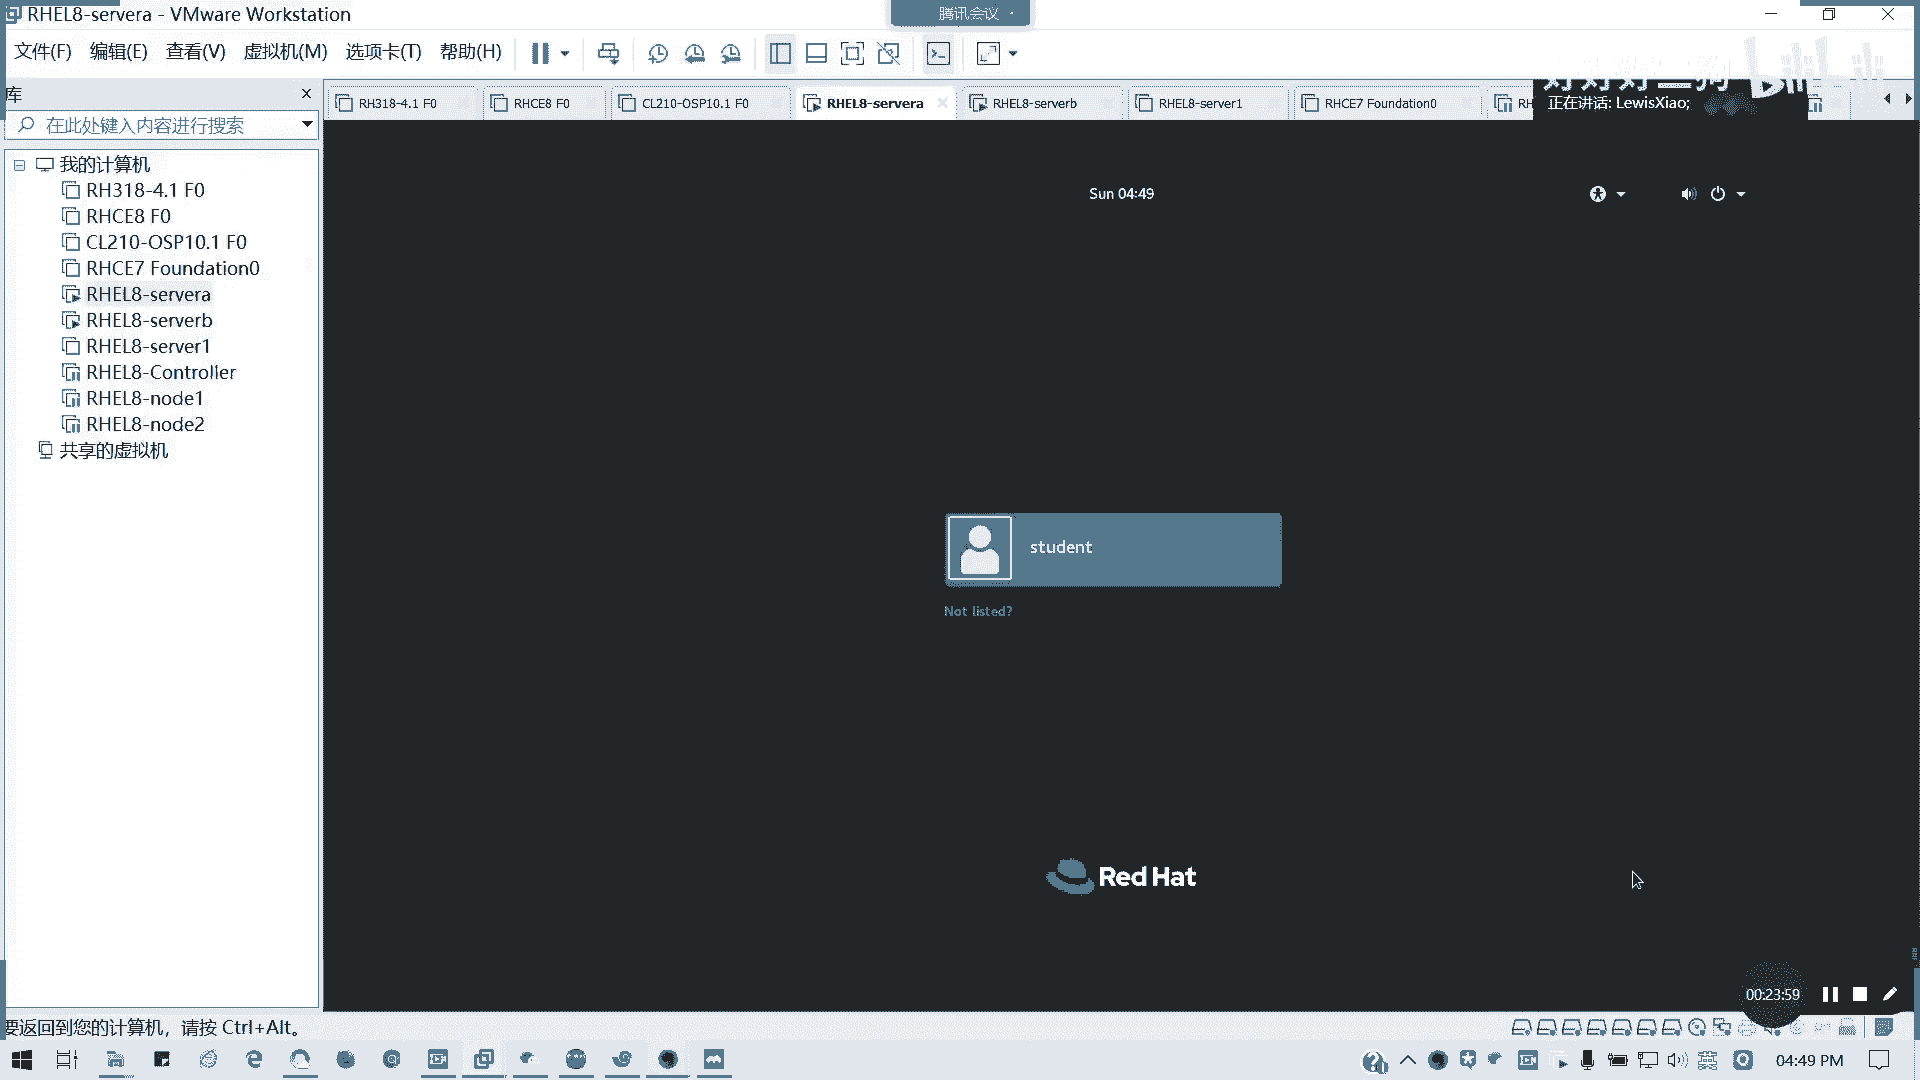 RHEL8-servera - VMware Workstation
腾讯会议
文件(F) 编辑(E) 查看(V) 虚拟机(M) 选项卡(T) 帮助(H)
库
在此处键入内容进行搜索
我的计算机
RH318-4.1 F0
RHCE8 F0
CL210-OSP10.1 F0
RHCE7 Foundation0
RHEL8-servera
RHEL8-serverb
RHEL8-server1
RHEL8-Controller
RHEL8-node1
RHEL8-node2
共享的虚拟机
RH318-4.1 F0 RHCE8 F0 CL210-OSP10.1 F0 RHEL8-servera RHEL8-serverb RHEL8-server1 RHCE7 Foundation0 RH
正在讲话: LewisXiao;
bilibili
Sun 04:49
student
Not listed?
Red Hat
00:23:59
要返回到您的计算机，请按 Ctrl+Alt。
04:49 PM